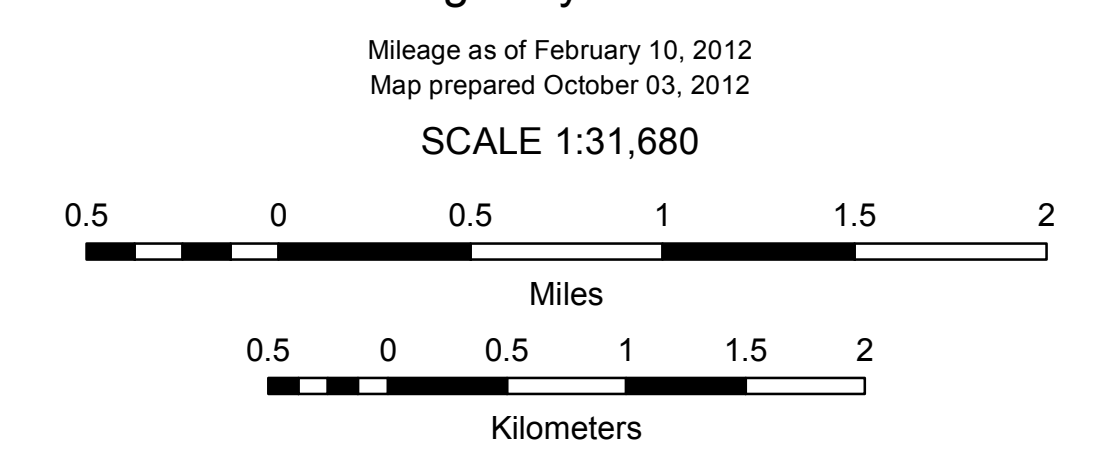 Mileage as of February 10, 2012
Map prepared October 03, 2012
SCALE 1:31,680
0.5 0 0.5 1 1.5 2
Miles
0.5 0 0.5 1 1.5 2
Kilometers